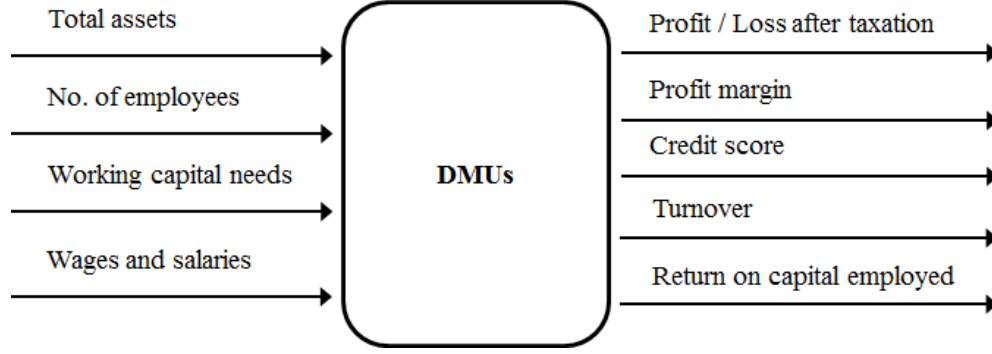 Total assets
No. of employees
Working capital needs
Wages and salaries
DMUs
Profit / Loss after taxation
Profit margin
Credit score
Turnover
Return on capital employed